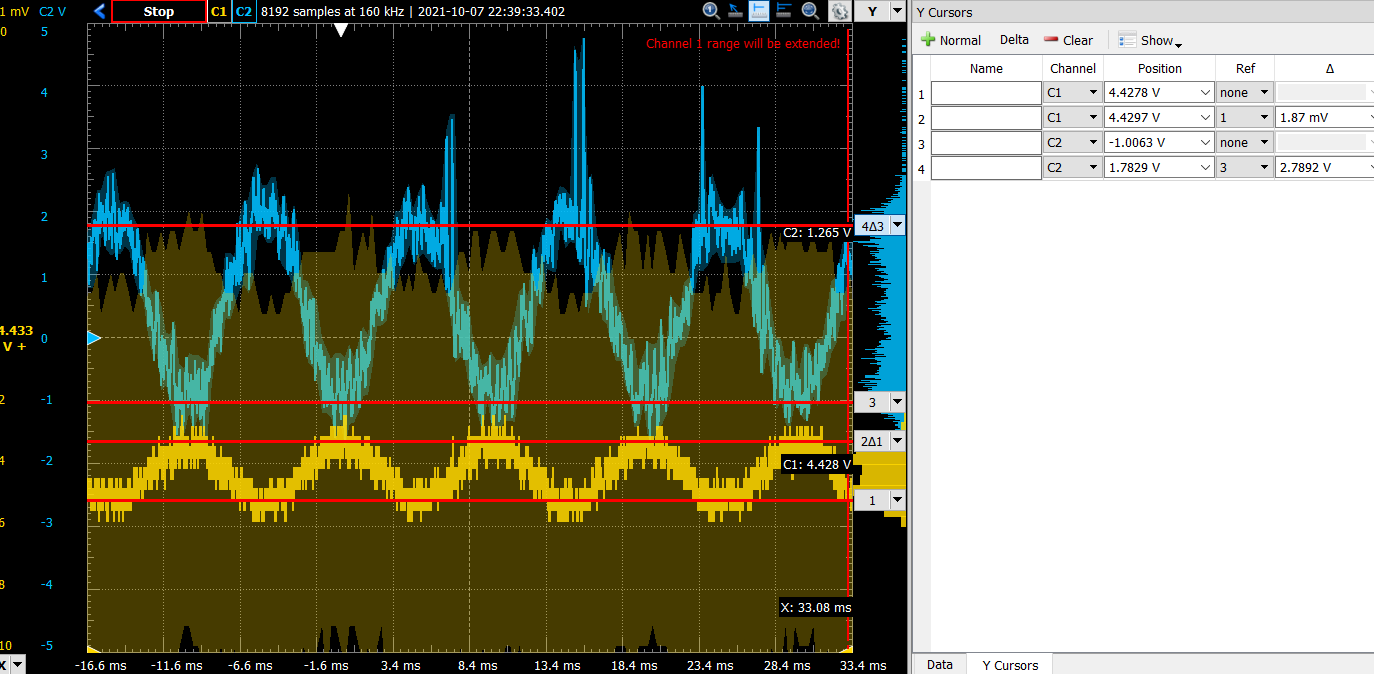 1 mV C2 V Stop C1 C2 8192 samples at 160 kHz | 2021-10-07 22:39:33.402 Y
Channel 1 range will be extended!
0 5
4
3
2
1
4.433 0
V +
2 -1
4 -2
6 -3
8 -4
10 -5
4Δ3
C2: 1.265 V
3
2Δ1
C1: 4.428 V
1
X: 33.08 ms
X -16.6 ms -11.6 ms -6.6 ms -1.6 ms 3.4 ms 8.4 ms 13.4 ms 18.4 ms 23.4 ms 28.4 ms 33.4 ms
Y Cursors
Normal Delta Clear Show
Name Channel Position Ref Δ
1 C1 4.4278 V none
2 C1 4.4297 V 1 1.87 mV
3 C2 -1.0063 V none
4 C2 1.7829 V 3 2.7892 V
Data Y Cursors